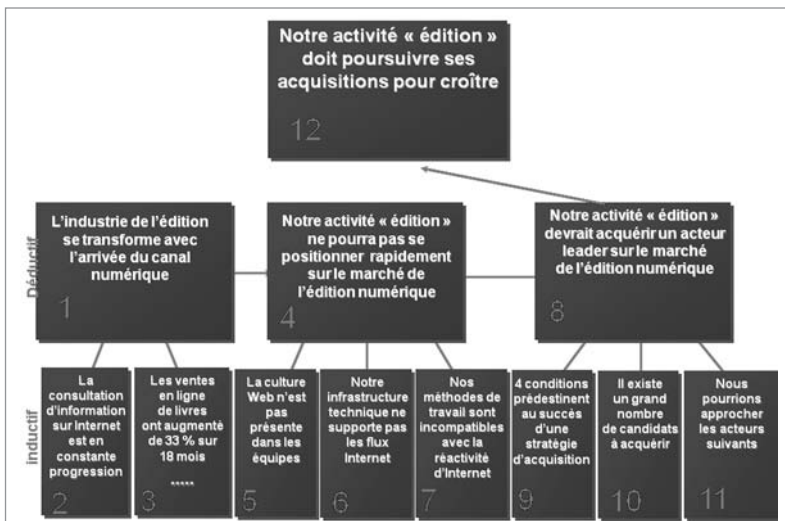 Notre activité « édition »
doit poursuivre ses
acquisitions pour croître
12
Déductif
L'industrie de l'édition
se transforme avec
l'arrivée du canal
numérique
1
Notre activité « édition »
ne pourra pas se
positionner rapidement
sur le marché de
l'édition numérique
4
Notre activité « édition »
devrait acquérir un acteur
leader sur le marché
de l'édition numérique
8
inductif
La
consultation
d'information
sur Internet
est en
constante
progression
2
Les ventes
en ligne
de livres
ont augmenté
de 33 % sur
18 mois
*****
3
La culture
Web n'est
pas
présente
dans les
équipes
5
Notre
infrastructure
technique ne
supporte pas
les flux
Internet
6
Nos
méthodes de
travail sont
incompatibles
avec la
réactivité
d'Internet
7
4 conditions
prédestinent
au succès
d'une
stratégie
d'acquisition
9
Il existe
un grand
nombre
de candidats
à acquérir
10
Nous
pourrions
approcher
les acteurs
suivants
11